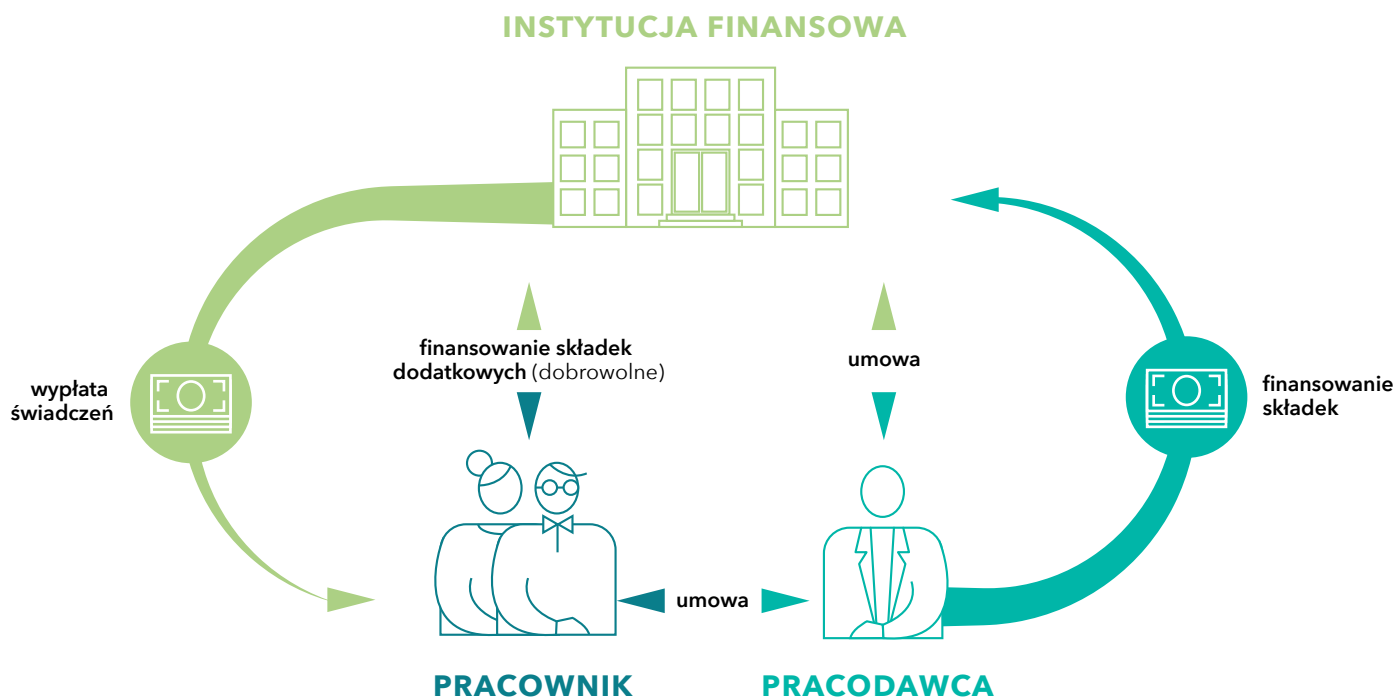 INSTYTUCJA FINANSOWA
finansowanie składek
dodatkowych (dobrowolne)
umowa
wypłata
świadczeń
finansowanie
składek
umowa
PRACOWNIK
PRACODAWCA